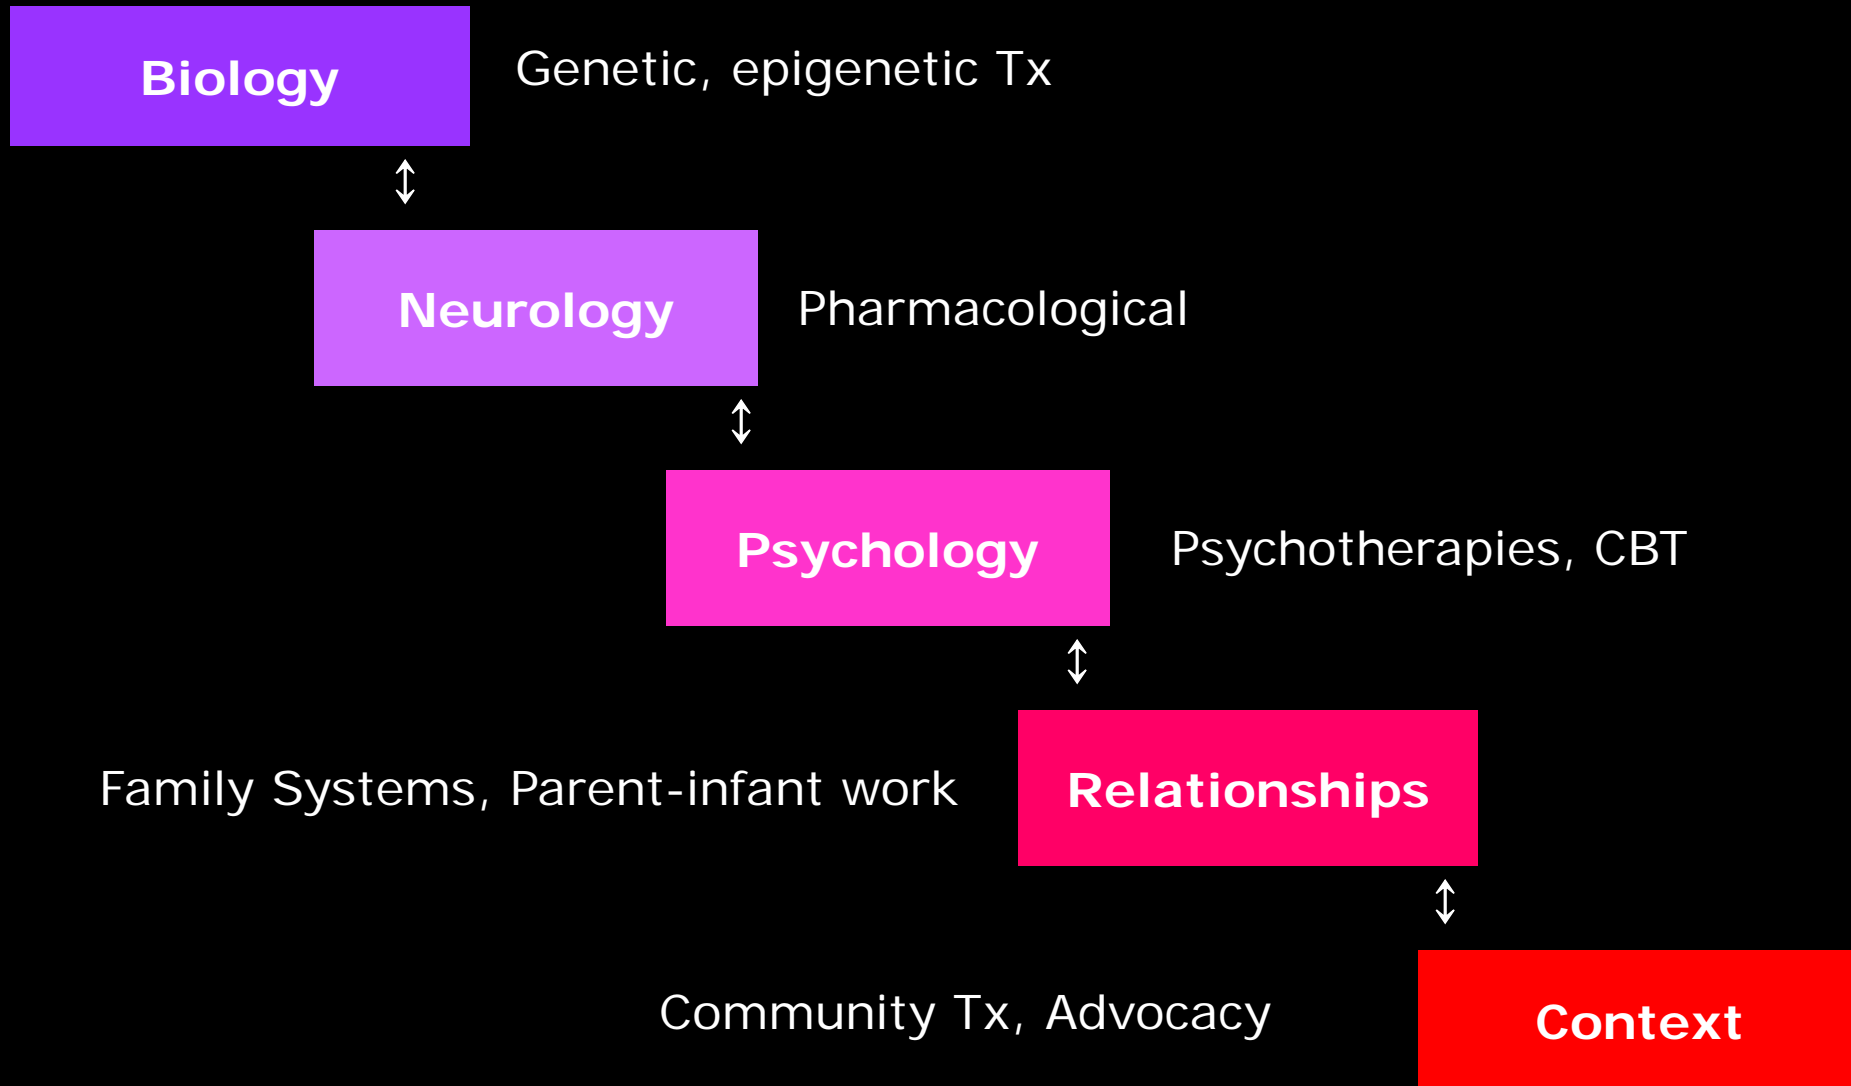 Biology
Genetic, epigenetic Tx
Neurology
Pharmacological
Psychology
Psychotherapies, CBT
Family Systems, Parent-infant work
Relationships
Community Tx, Advocacy
Context